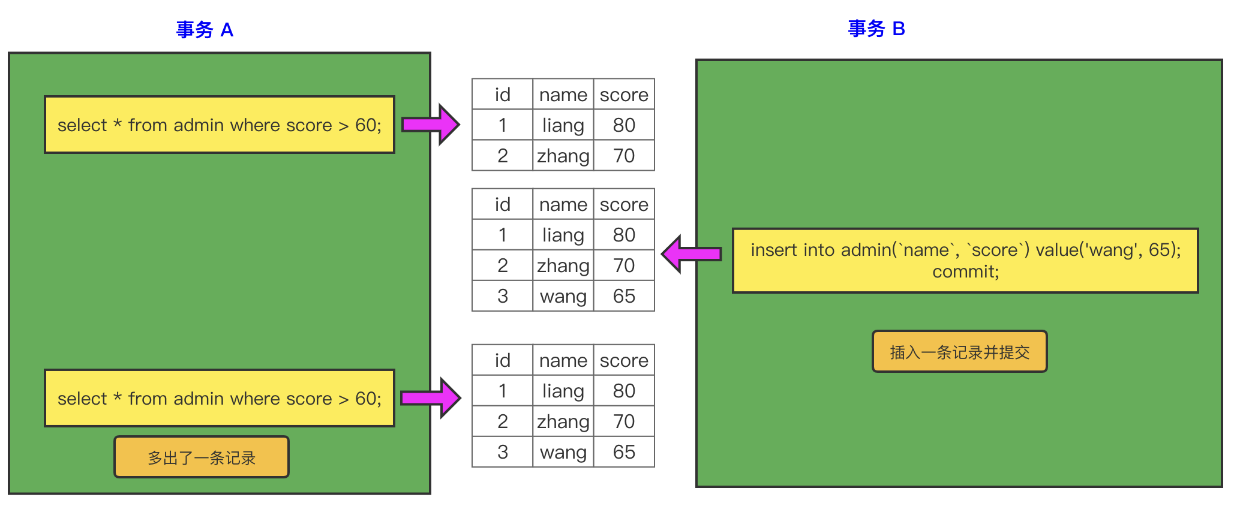 事务 A
事务 B
select * from admin where score > 60;
id name score
1 liang 80
2 zhang 70
id name score
1 liang 80
2 zhang 70
3 wang 65
insert into admin(`name`, `score`) value('wang', 65);
commit;
插入一条记录并提交
select * from admin where score > 60;
多出了一条记录
id name score
1 liang 80
2 zhang 70
3 wang 65